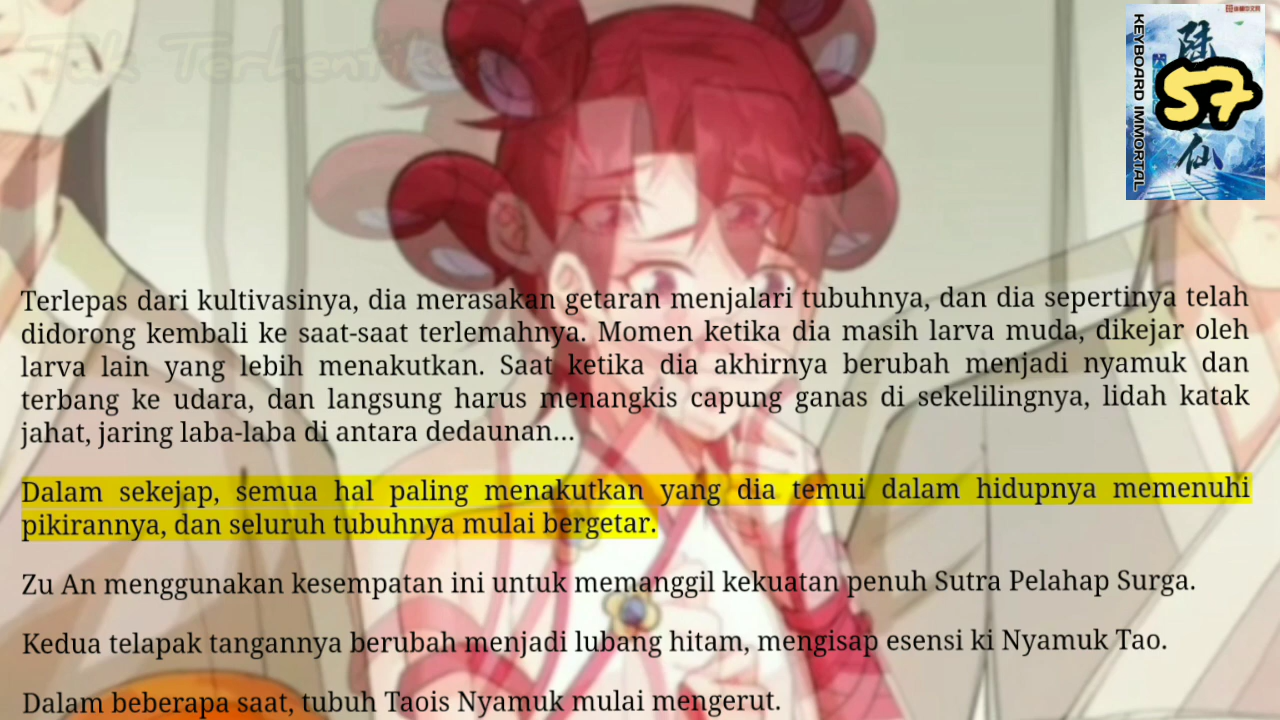 Tak Terhentikan
KEYBOARD IMMORTAL
陆
仙
57
Terlepas dari kultivasinya, dia merasakan getaran menjalari tubuhnya, dan dia sepertinya telah
didorong kembali ke saat-saat terlemahnya. Momen ketika dia masih larva muda, dikejar oleh
larva lain yang lebih menakutkan. Saat ketika dia akhirnya berubah menjadi nyamuk dan
terbang ke udara, dan langsung harus menangkis capung ganas di sekelilingnya, lidah katak
jahat, jaring laba-laba di antara dedaunan...
Dalam sekejap, semua hal paling menakutkan yang dia temui dalam hidupnya memenuhi
pikirannya, dan seluruh tubuhnya mulai bergetar.
Zu An menggunakan kesempatan ini untuk memanggil kekuatan penuh Sutra Pelahap Surga.
Kedua telapak tangannya berubah menjadi lubang hitam, mengisap esensi ki Nyamuk Tao.
Dalam beberapa saat, tubuh Taois Nyamuk mulai mengerut.